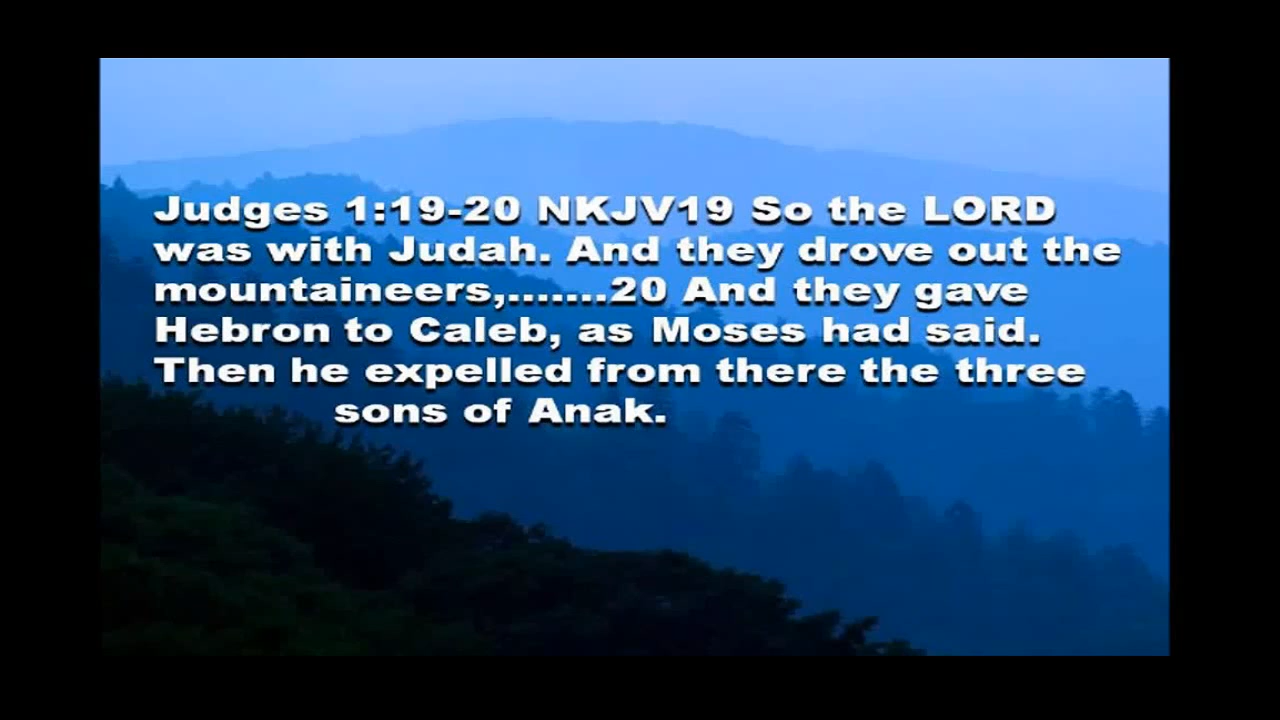 Judges 1:19-20 NKJV19 So the LORD
was with Judah. And they drove out the
mountaineers,.......20 And they gave
Hebron to Caleb, as Moses had said.
Then he expelled from there the three
sons of Anak.